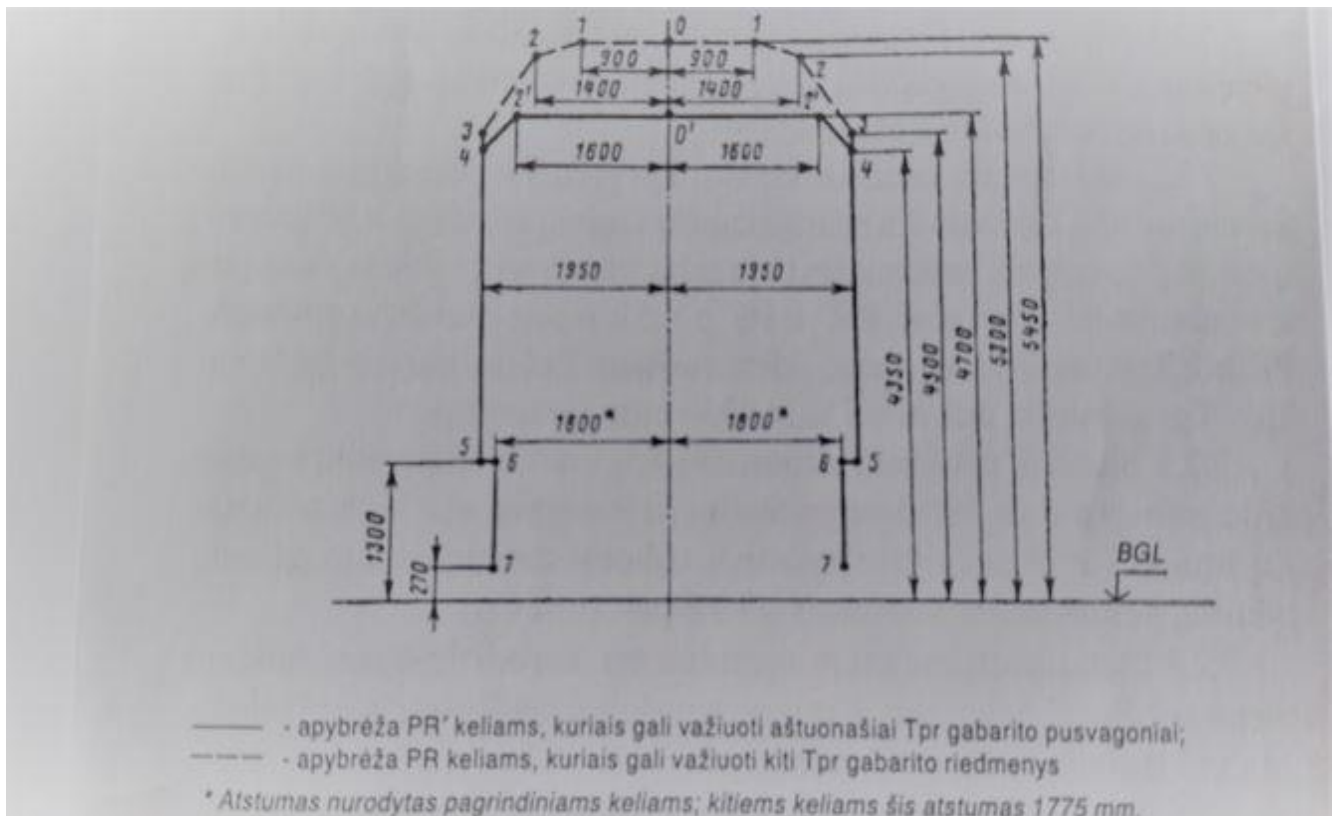 1 0 1
2 900 900 2
1400 1400
2' 0' 2'
3 3
4 1600 1600 4
1950 1950
4350 4500 4700 5300 5450
1800* 1800*
5 6 6 5
1300
270 7 7 BGL
——— - apybrėža PR' keliams, kuriais gali važiuoti aštuonašiai Tpr gabarito pusvagoniai;
– – – - apybrėža PR keliams, kuriais gali važiuoti kiti Tpr gabarito riedmenys
* Atstumas nurodytas pagrindiniams keliams; kitiems keliams šis atstumas 1775 mm.